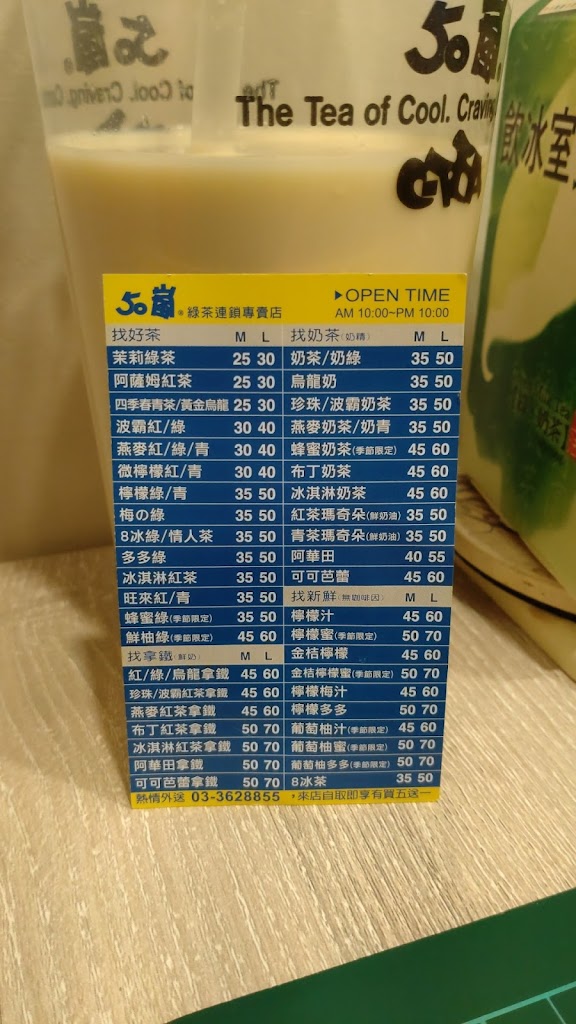 50嵐
The Tea of Cool.
飲冰室
50嵐® 綠茶連鎖專賣店
▶OPEN TIME
AM 10:00~PM 10:00
找好茶 M L
茉莉綠茶 25 30
阿薩姆紅茶 25 30
四季春青茶/黃金烏龍 25 30
波霸紅/綠 30 40
燕麥紅/綠/青 30 40
微檸檬紅/青 30 40
檸檬綠/青 35 50
梅の綠 35 50
8冰綠/情人茶 35 50
多多綠 35 50
冰淇淋紅茶 35 50
旺來紅/青 35 50
蜂蜜綠(季節限定) 35 50
鮮柚綠(季節限定) 45 60
找拿鐵(鮮奶) M L
紅/綠/烏龍拿鐵 45 60
珍珠/波霸紅茶拿鐵 45 60
燕麥紅茶拿鐵 45 60
布丁紅茶拿鐵 50 70
冰淇淋紅茶拿鐵 50 70
阿華田拿鐵 50 70
可可芭蕾拿鐵 50 70
找奶茶(奶精) M L
奶茶/奶綠 35 50
烏龍奶 35 50
珍珠/波霸奶茶 35 50
燕麥奶茶/奶青 35 50
蜂蜜奶茶(季節限定) 45 60
布丁奶茶 45 60
冰淇淋奶茶 45 60
紅茶瑪奇朵(鮮奶油) 35 50
青茶瑪奇朵(鮮奶油) 35 50
阿華田 40 55
可可芭蕾 45 60
找新鮮(無咖啡因) M L
檸檬汁 45 60
檸檬蜜(季節限定) 50 70
金桔檸檬 45 60
金桔檸檬蜜(季節限定) 50 70
檸檬梅汁 45 60
檸檬多多 50 70
葡萄柚汁(季節限定) 45 60
葡萄柚蜜(季節限定) 50 70
葡萄柚多多(季節限定) 50 70
8冰茶 35 50
熱情外送 03-3628855 *來店自取即享有買五送一